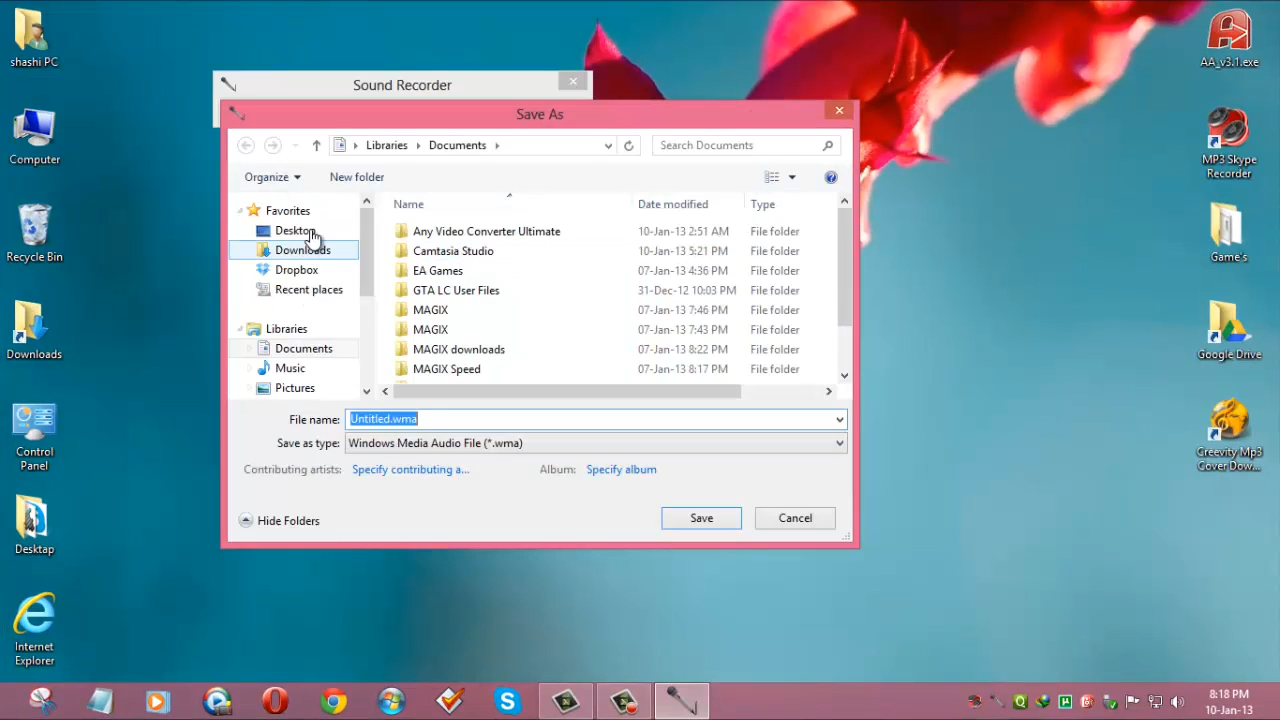 shashi PC
Computer
Recycle Bin
Downloads
Control
Panel
Desktap
Internet
Explorer
Sound Recorder
Save As
Libraries
Documents
Search Documents
Organize
New folder
Favorites
Desktop
Downloads
Dropbox
Recent places
Libraries
Documents
Music
Pictures
Name Date modified Type
Any Video Converter Ultimate 10-Jan-13 2:51 AM File folder
Camtasia Studio 10-Jan-13 5:21 PM File folder
EA Games 07-Jan-13 4:36 PM File folder
GTA LC User Files 31-Dec-12 10:03 PM File folder
MAGIX 07-Jan-13 7:46 PM File folder
MAGIX 07-Jan-13 7:43 PM File folder
MAGIX downloads 07-Jan-13 8:22 PM File folder
MAGIX Speed 07-Jan-13 8:17 PM File folder
File name: Untitled.wma
Save as type: Windows Media Audio File (*.wma)
Contributing artists: Specify contributing a... Album: Specify album
Hide Folders
Save
Cancel
AA_v3.1.exe
MP3 Skype
Recorder
Game's
Google Drive
Greevity Mp3
Cover Dow...
8:18 PM
10-Jan-13